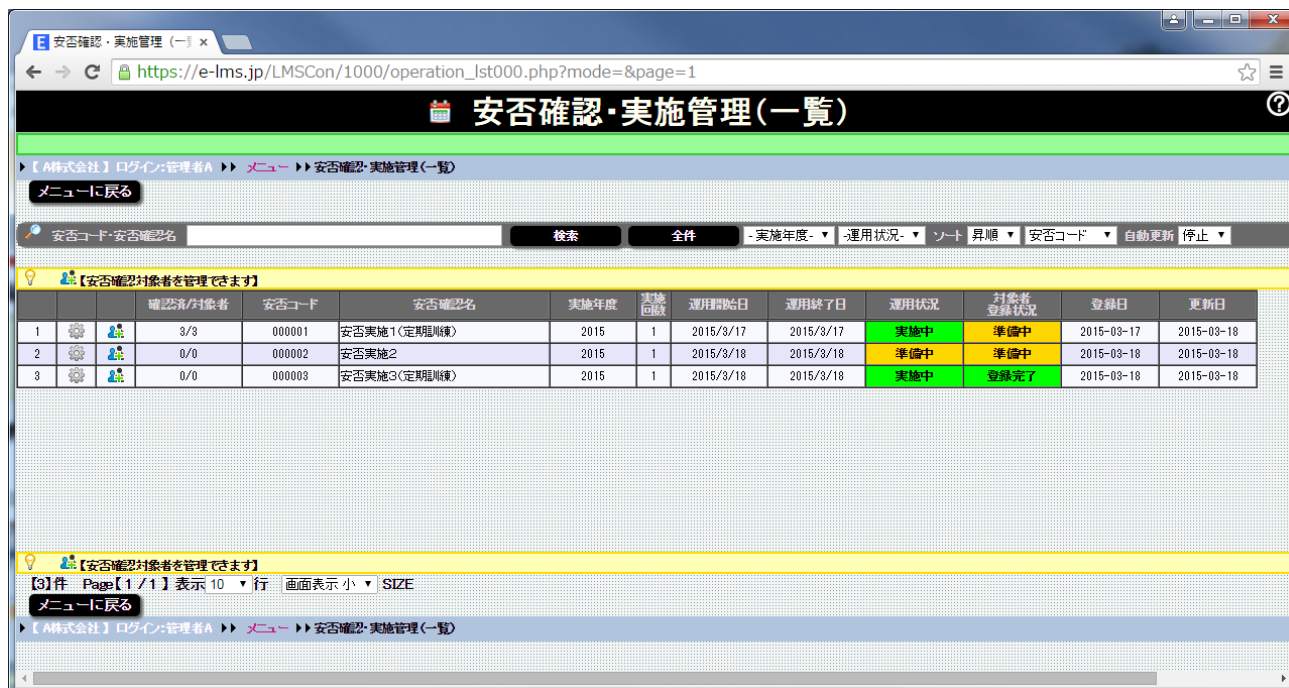 E 安否確認・実施管理 (一
https://e-lms.jp/LMSCon/1000/operation_lst000.php?mode=&page=1
安否確認・実施管理(一覧)
【 A株式会社 】 ログイン:管理者A メニュー 安否確認・実施管理(一覧)
メニューに戻る
安否コード・安否確認名 検索 全件 -実施年度- -運用状況- ソート 昇順 安否コード 自動更新 停止
【安否確認対象者を管理できます】
確認済/対象者 安否コード 安否確認名 実施年度 実施回数 運用開始日 運用終了日 運用状況 対象者登録状況 登録日 更新日
1 3/3 000001 安否実施1(定期訓練) 2015 1 2015/3/17 2015/3/17 実施中 準備中 2015-03-17 2015-03-18
2 0/0 000002 安否実施2 2015 1 2015/3/18 2015/3/18 準備中 準備中 2015-03-18 2015-03-18
3 0/0 000003 安否実施3(定期訓練) 2015 1 2015/3/18 2015/3/18 実施中 登録完了 2015-03-18 2015-03-18
【安否確認対象者を管理できます】
【3】件 Page【 1 / 1 】 表示 10 行 画面表示 小 SIZE
メニューに戻る
【 A株式会社 】 ログイン:管理者A メニュー 安否確認・実施管理(一覧)